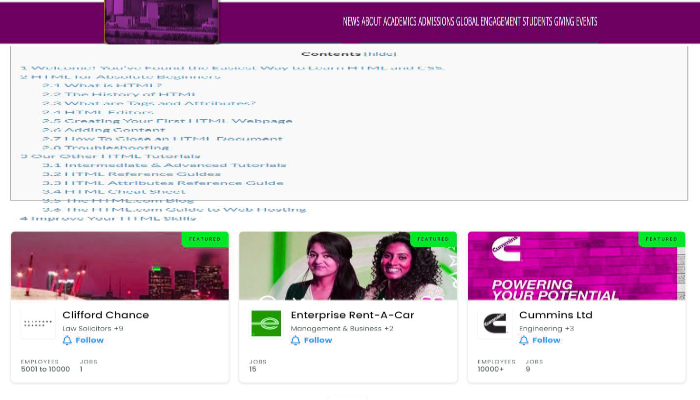 NEWS ABOUT ACADEMICS ADMISSIONS GLOBAL ENGAGEMENT STUDENTS GIVING EVENTS
Contents [hide]
1 Welcome! You've Found the Easiest Way to Learn HTML and CSS.
2 HTML for Absolute Beginners
2.1 What is HTML?
2.2 The History of HTML
2.3 What are Tags and Attributes?
2.4 HTML Editors
2.5 Creating Your First HTML Webpage
2.6 Adding Content
2.7 How To Close an HTML Document
2.8 Troubleshooting
3 Our Other HTML Tutorials
3.1 Intermediate & Advanced Tutorials
3.2 HTML Reference Guides
3.3 HTML Attributes Reference Guide
3.4 HTML Cheat Sheet
3.5 The HTML.com Blog
3.6 The HTML.com Guide to Web Hosting
4 Improve Your HTML Skills
FEATURED
FEATURED
FEATURED
Cummins
POWERING
YOUR POTENTIAL
Clifford Chance
Law Solicitors +9
Follow
EMPLOYEES JOBS
5001 to 10000 1
Enterprise Rent-A-Car
Management & Business +2
Follow
JOBS
15
Cummins Ltd
Engineering +3
Follow
EMPLOYEES JOBS
10000+ 9